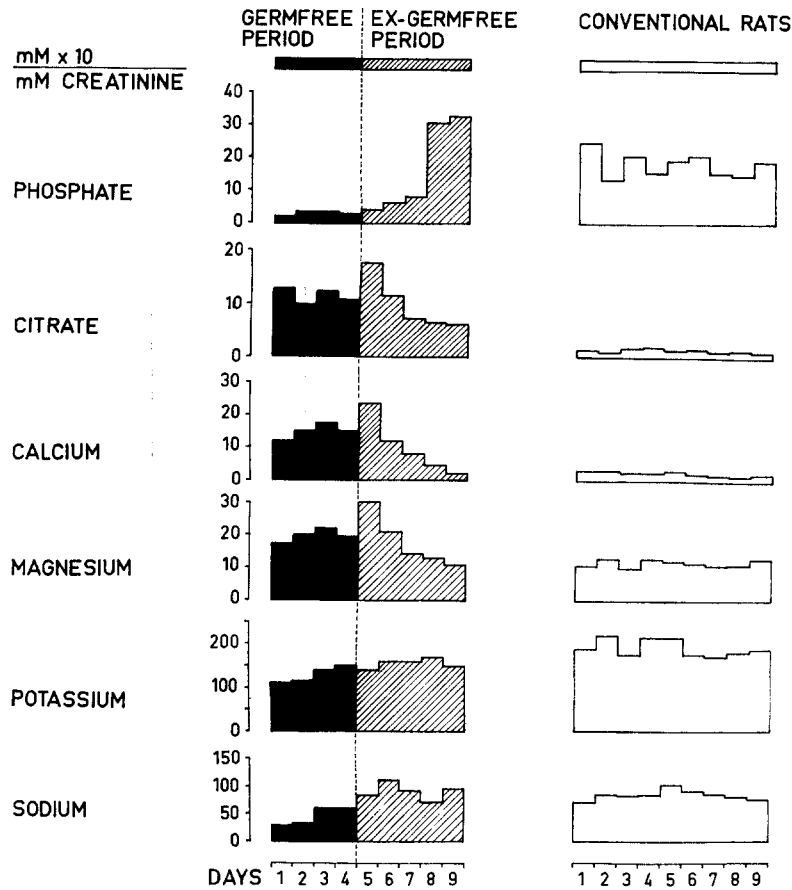 GERMFREE PERIOD
EX-GERMFREE PERIOD
CONVENTIONAL RATS
mM x 10
mM CREATININE
PHOSPHATE
40
30
20
10
0
CITRATE
20
10
0
CALCIUM
30
20
10
0
MAGNESIUM
30
20
10
0
POTASSIUM
200
100
0
SODIUM
150
100
50
0
DAYS 1 2 3 4 5 6 7 8 9
1 2 3 4 5 6 7 8 9